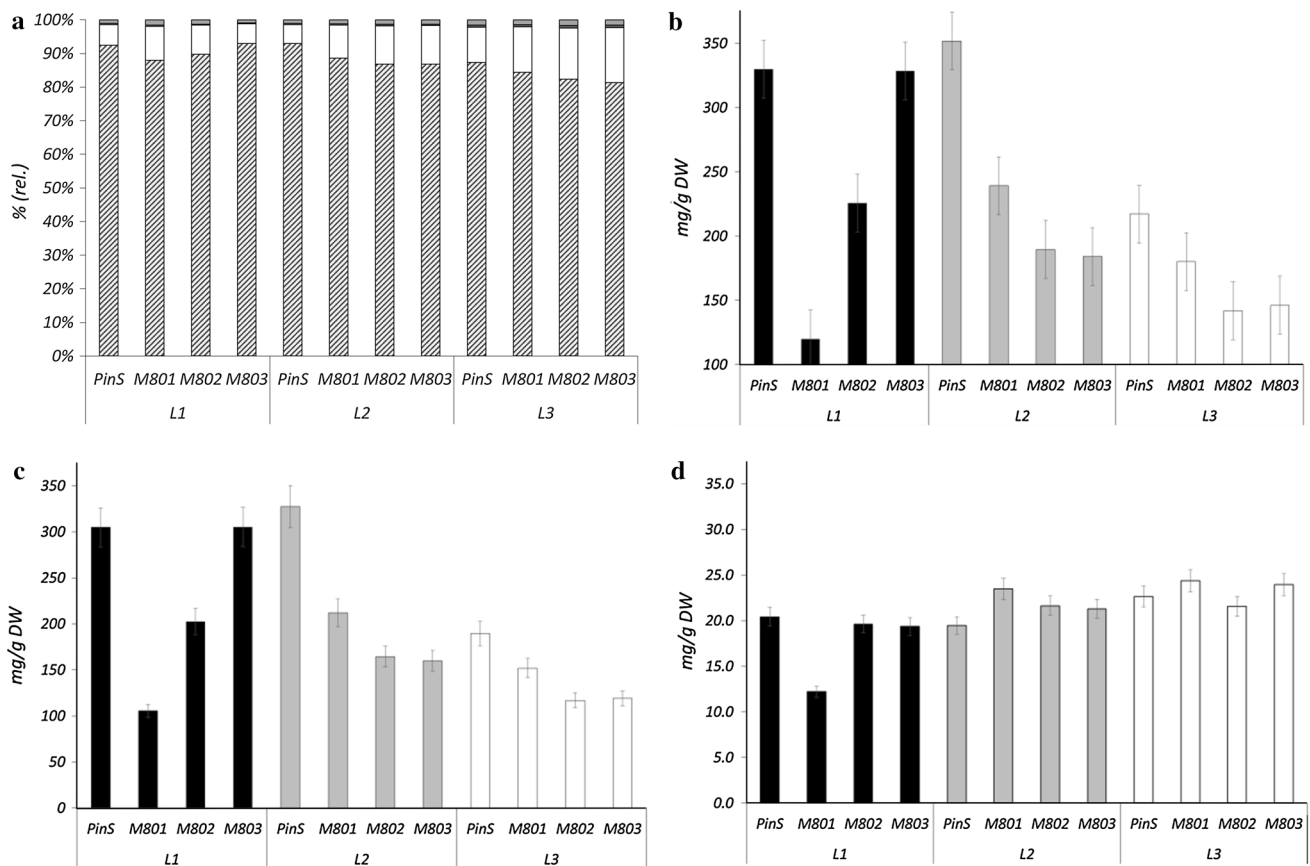 a
% (rel.)
100%
90%
80%
70%
60%
50%
40%
30%
20%
10%
0%
PinS M801 M802 M803 PinS M801 M802 M803 PinS M801 M802 M803
L1 L2 L3
b
mg/g DW
350
300
250
200
150
100
PinS M801 M802 M803 PinS M801 M802 M803 PinS M801 M802 M803
L1 L2 L3
c
mg/g DW
350
300
250
200
150
100
50
0
PinS M801 M802 M803 PinS M801 M802 M803 PinS M801 M802 M803
L1 L2 L3
d
mg/g DW
35.0
30.0
25.0
20.0
15.0
10.0
5.0
0.0
PinS M801 M802 M803 PinS M801 M802 M803 PinS M801 M802 M803
L1 L2 L3